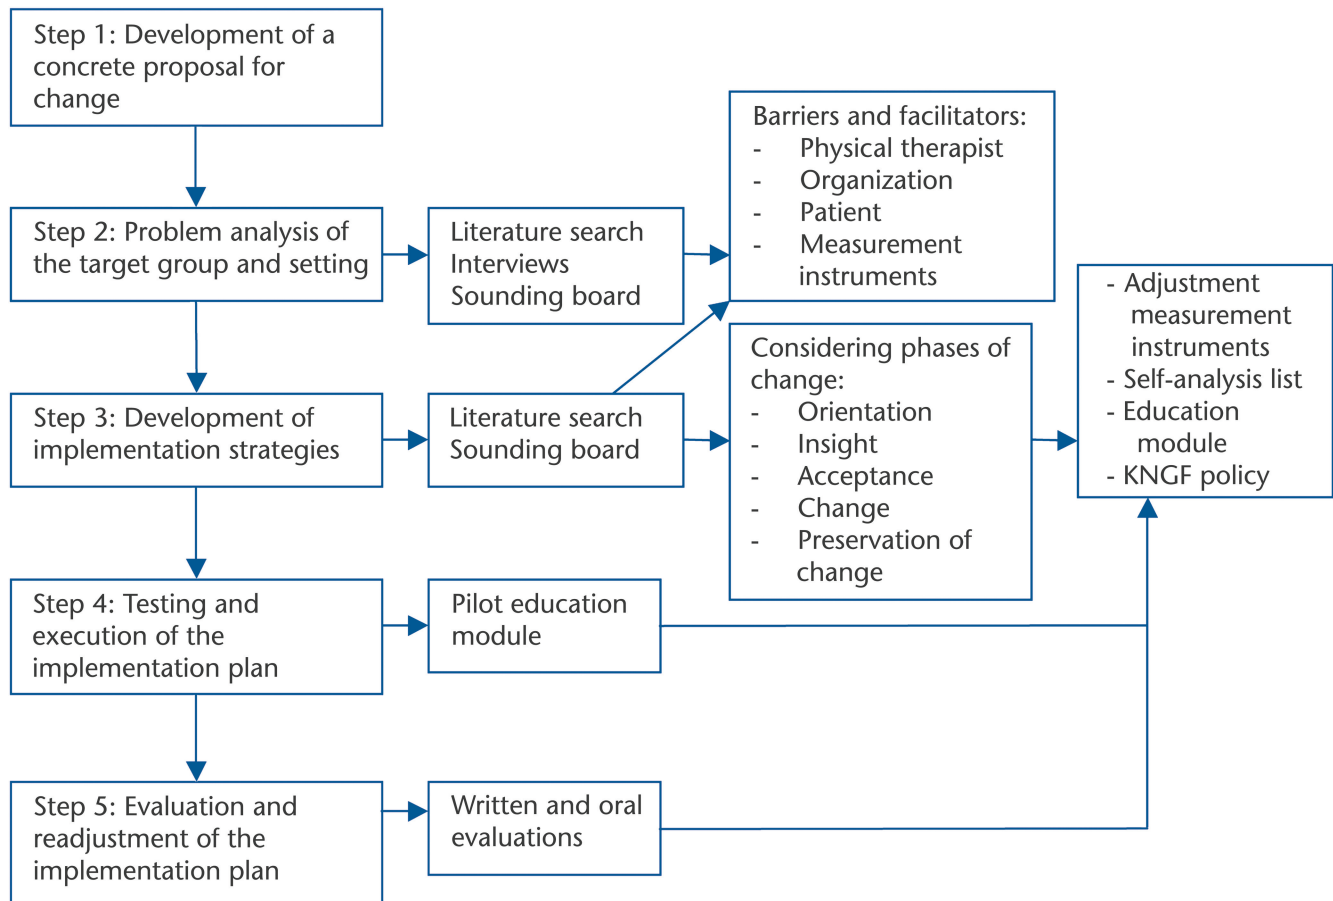 Step 1: Development of a
concrete proposal for
change
Step 2: Problem analysis of
the target group and setting
Literature search
Interviews
Sounding board
Barriers and facilitators:
- Physical therapist
- Organization
- Patient
- Measurement
instruments
Step 3: Development of
implementation strategies
Literature search
Sounding board
Considering phases of
change:
- Orientation
- Insight
- Acceptance
- Change
- Preservation of
change
- Adjustment
measurement
instruments
- Self-analysis list
- Education
module
- KNGF policy
Step 4: Testing and
execution of the
implementation plan
Pilot education
module
Step 5: Evaluation and
readjustment of the
implementation plan
Written and oral
evaluations